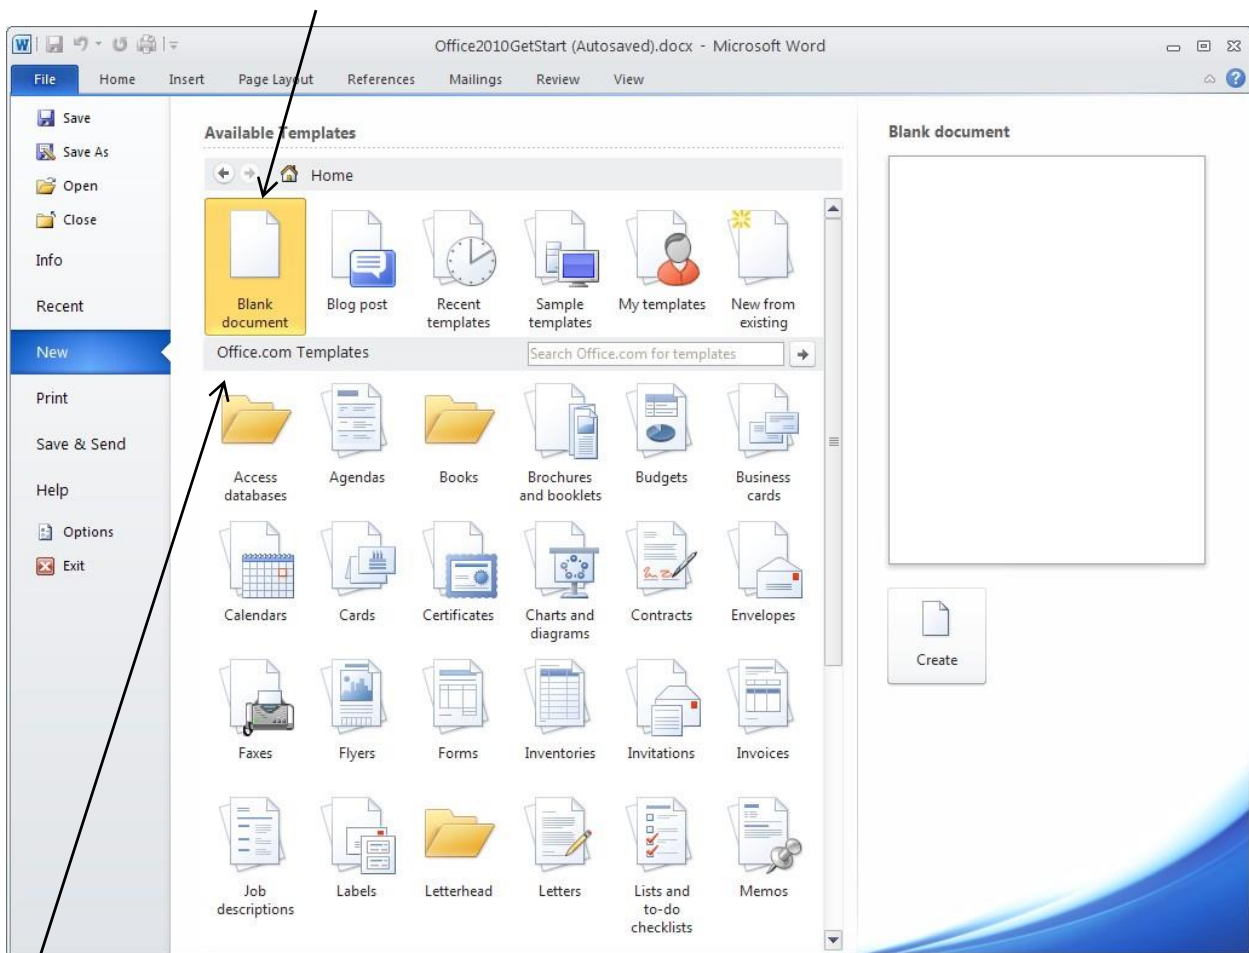 Office2010GetStart (Autosaved).docx - Microsoft Word
File Home Insert Page Layout References Mailings Review View
Save
Save As
Open
Close
Info
Recent
New
Print
Save & Send
Help
Options
Exit
Available Templates
Home
Blank document
Blog post
Recent templates
Sample templates
My templates
New from existing
Office.com Templates
Search Office.com for templates
Access databases
Agendas
Books
Brochures and booklets
Budgets
Business cards
Calendars
Cards
Certificates
Charts and diagrams
Contracts
Envelopes
Faxes
Flyers
Forms
Inventories
Invitations
Invoices
Job descriptions
Labels
Letterhead
Letters
Lists and to-do checklists
Memos
Blank document
Create